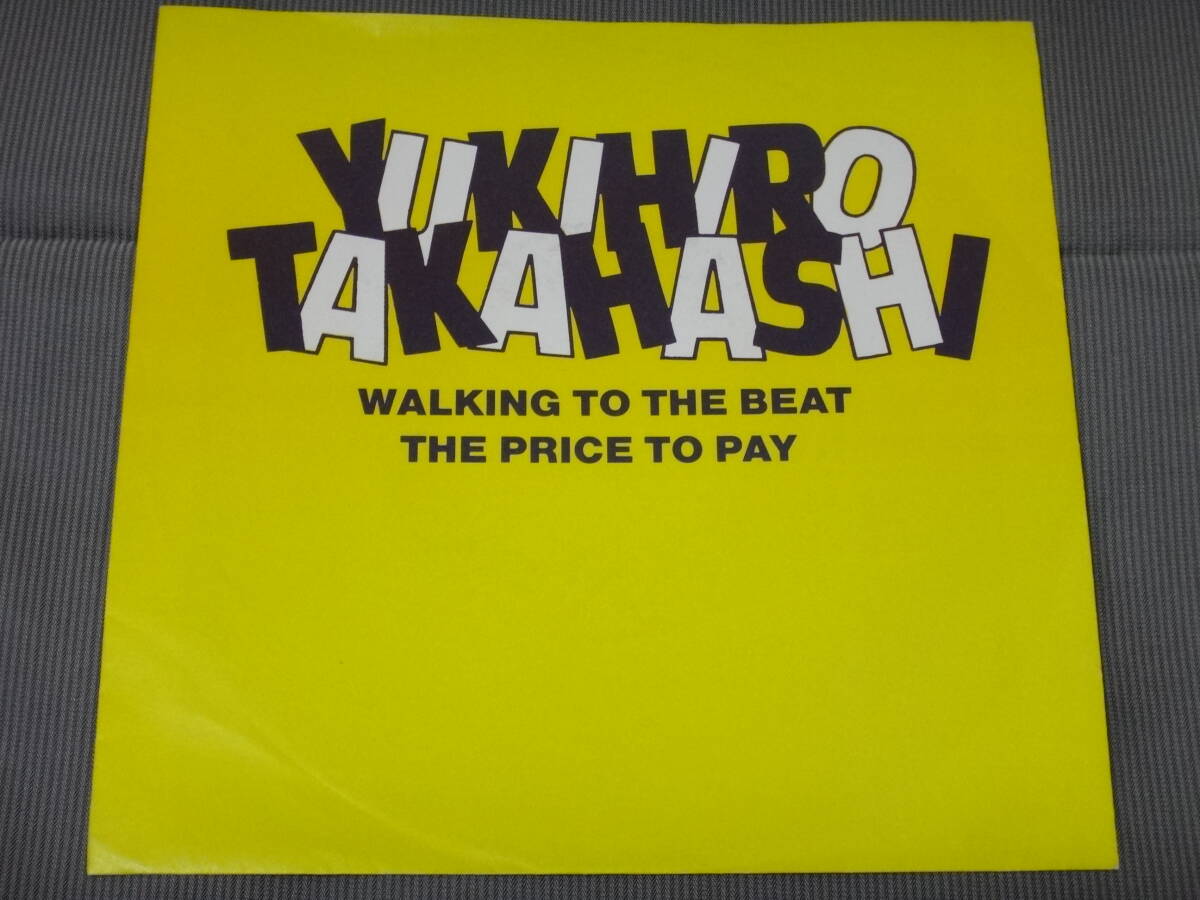 YUKIHIRO
TAKAHASHI
WALKING TO THE BEAT
THE PRICE TO PAY